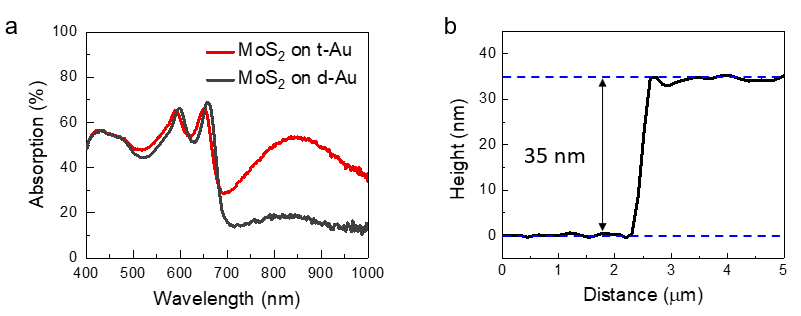 a
100
80
60
40
20
0
Absorption (%)
MoS₂ on t-Au
MoS₂ on d-Au
400 500 600 700 800 900 1000
Wavelength (nm)
b
40
30
20
10
0
Height (nm)
35 nm
0 1 2 3 4 5
Distance (μm)